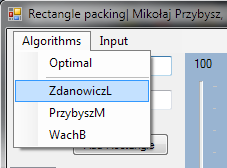 Rectangle packing| Mikołaj Przybysz,
Algorithms Input
Optimal
100
ZdanowiczL
PrzybyszM
WachB